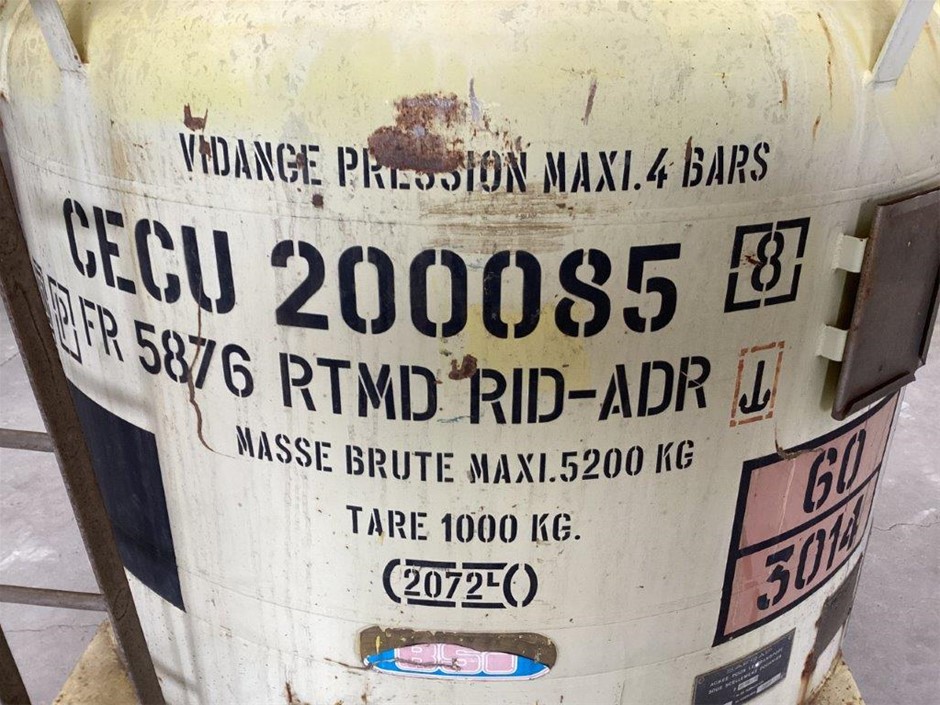 VIDANGE PRESSION MAXI.4 BARS
CECU 200085 8
P FR 5876 RTMD RID-ADR
MASSE BRUTE MAXI.5200 KG
TARE 1000 KG.
(2072L)
60
3014